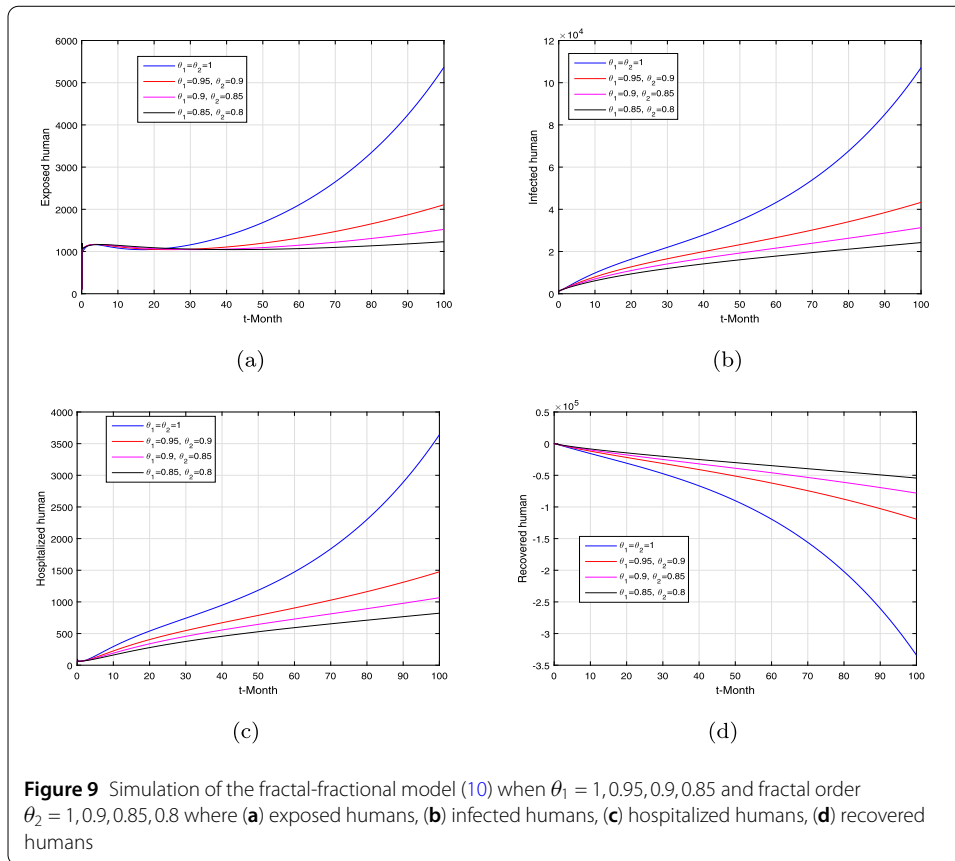 6000
5000
4000
3000
2000
1000
0
Exposed human
θ1=θ2=1
θ1=0.95, θ2=0.9
θ1=0.9, θ2=0.85
θ1=0.85, θ2=0.8
0 10 20 30 40 50 60 70 80 90 100
t-Month
(a)
×10^4
12
10
8
6
4
2
0
Infected human
θ1=θ2=1
θ1=0.95, θ2=0.9
θ1=0.9, θ2=0.85
θ1=0.85, θ2=0.8
0 10 20 30 40 50 60 70 80 90 100
t-Month
(b)
4000
3500
3000
2500
2000
1500
1000
500
0
Hospitalized human
θ1=θ2=1
θ1=0.95, θ2=0.9
θ1=0.9, θ2=0.85
θ1=0.85, θ2=0.8
0 10 20 30 40 50 60 70 80 90 100
t-Month
(c)
×10^5
0.5
0
-0.5
-1
-1.5
-2
-2.5
-3
-3.5
Recovered human
θ1=θ2=1
θ1=0.95, θ2=0.9
θ1=0.9, θ2=0.85
θ1=0.85, θ2=0.8
0 10 20 30 40 50 60 70 80 90 100
t-Month
(d)
Figure 9 Simulation of the fractal-fractional model (10) when θ1 = 1, 0.95, 0.9, 0.85 and fractal order
θ2 = 1, 0.9, 0.85, 0.8 where (a) exposed humans, (b) infected humans, (c) hospitalized humans, (d) recovered
humans